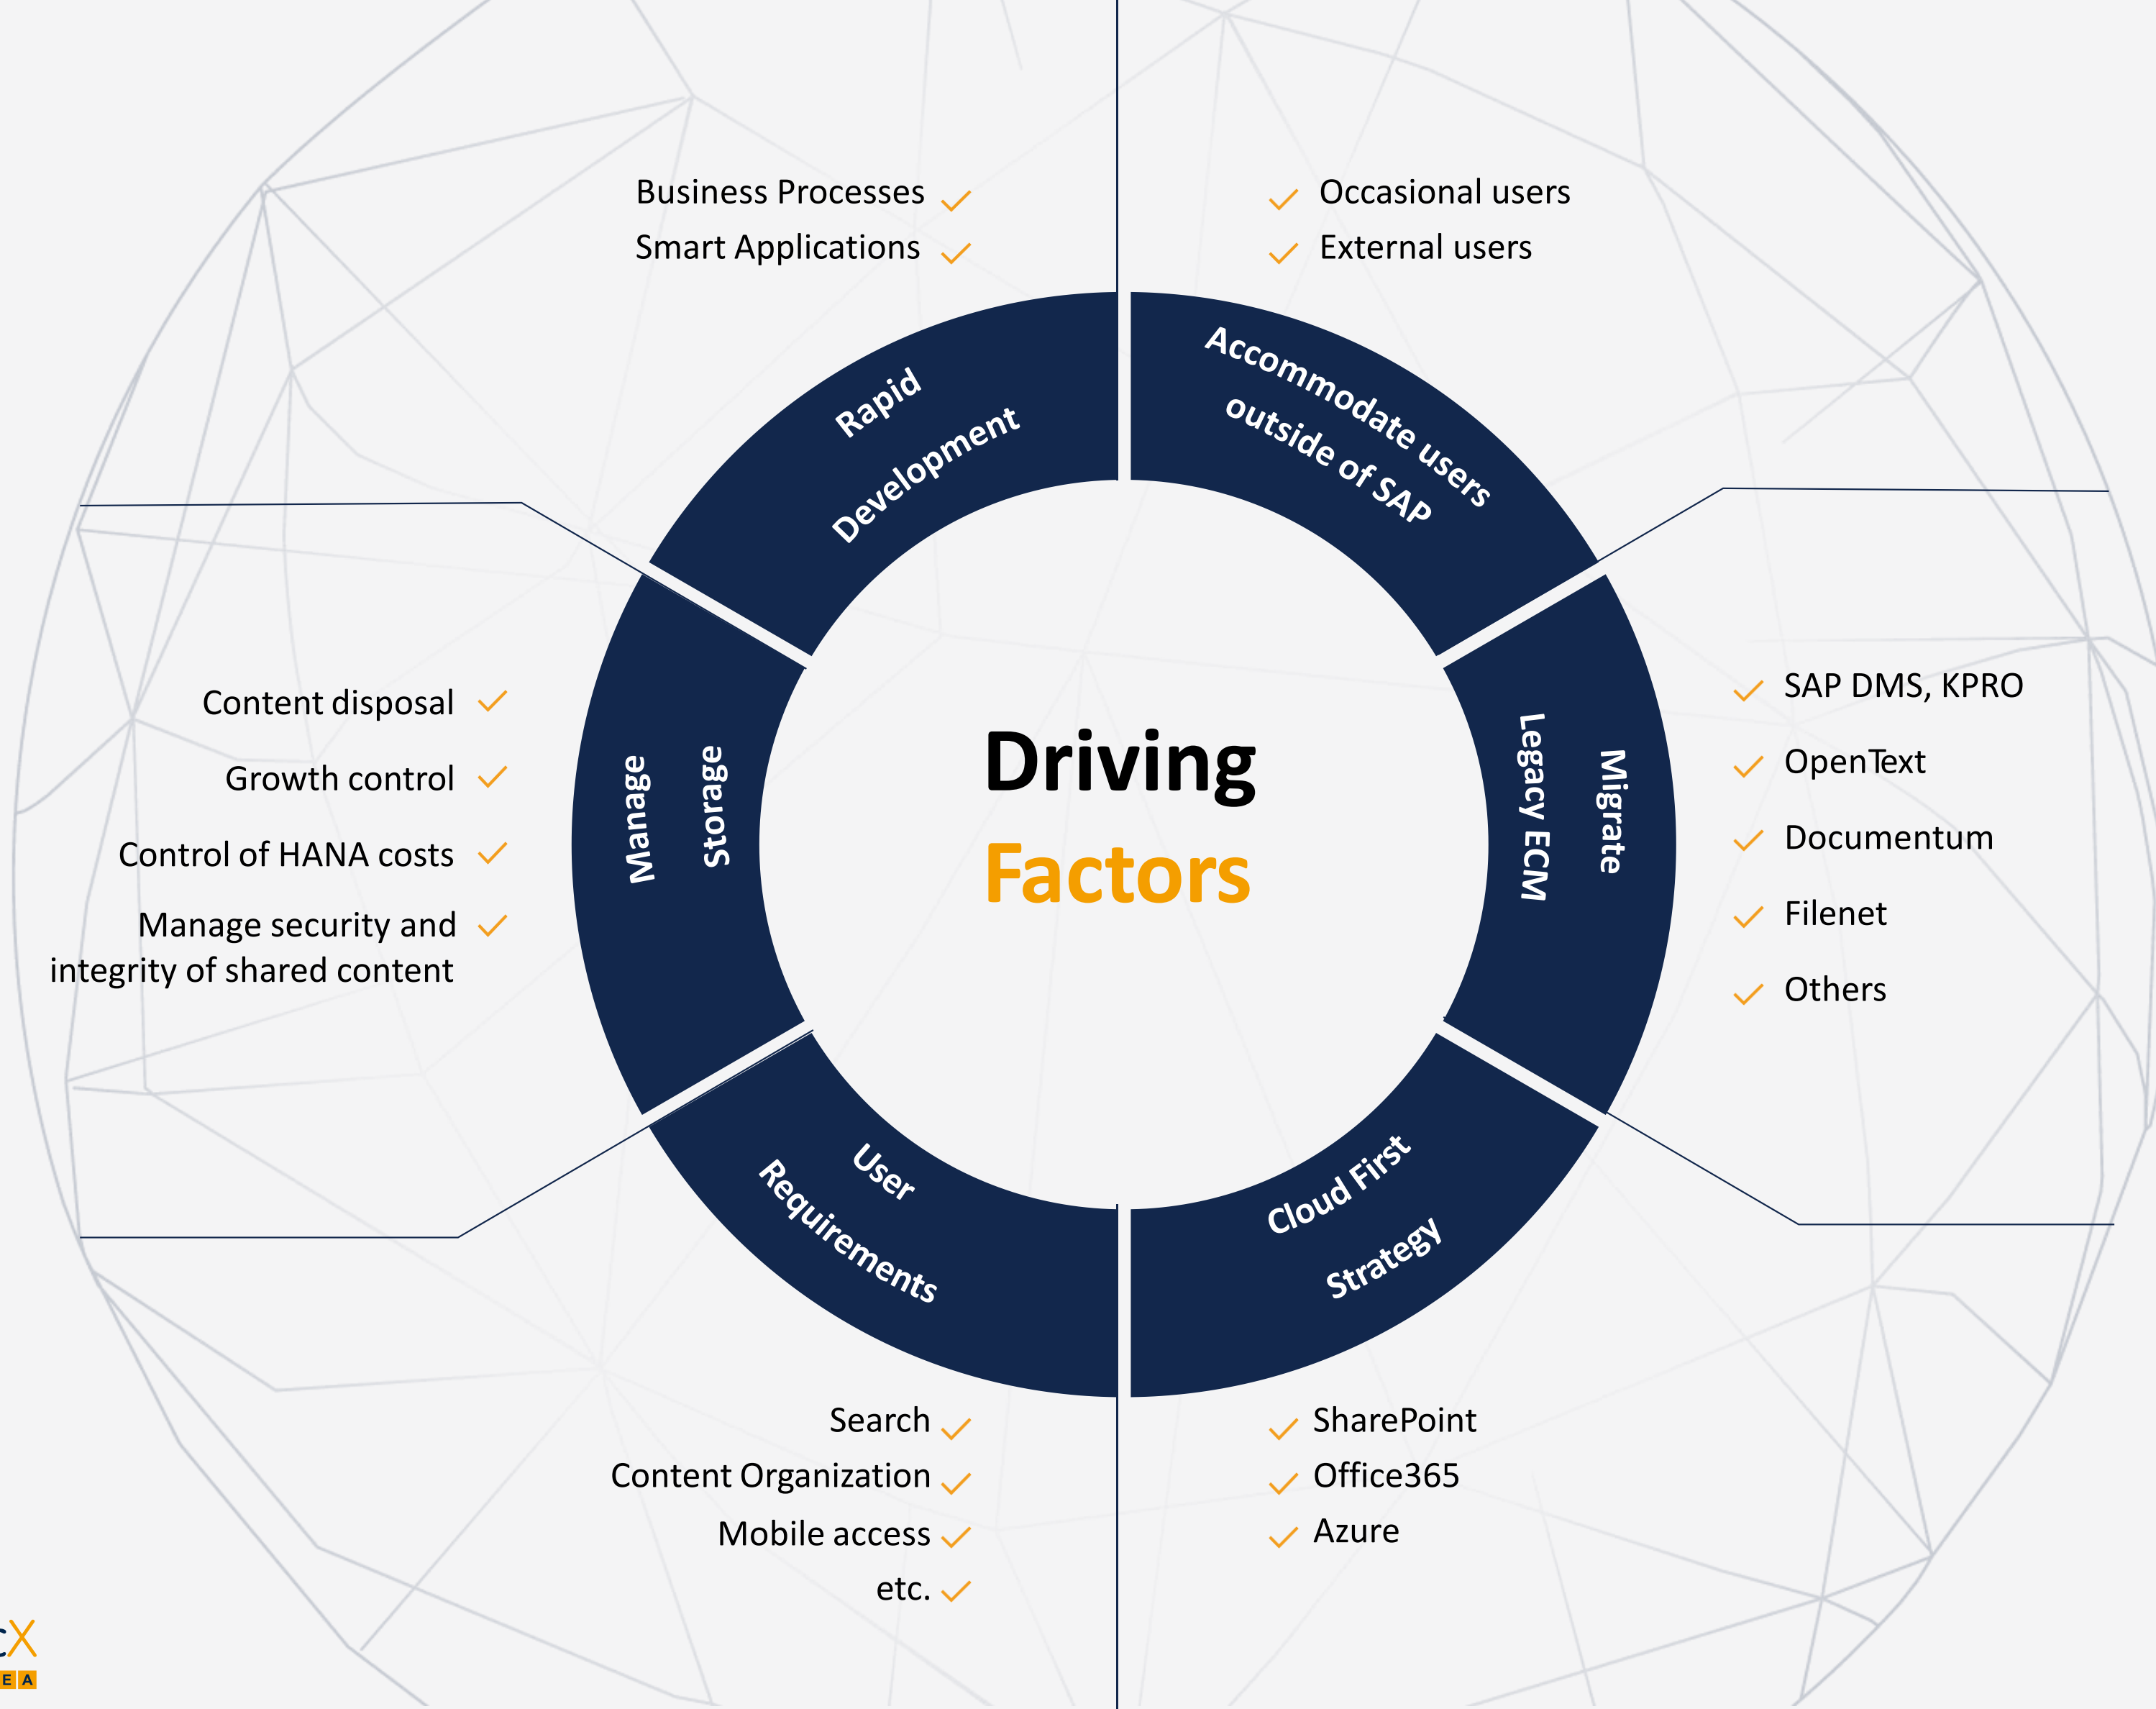 Business Processes
Smart Applications
Occasional users
External users
Rapid
Development
Accommodate users
outside of SAP
Content disposal
Growth control
Control of HANA costs
Manage security and
integrity of shared content
Manage
Storage
Driving
Factors
Migrate
Legacy ECM
SAP DMS, KPRO
OpenText
Documentum
Filenet
Others
User
Requirements
Cloud First
Strategy
Search
Content Organization
Mobile access
etc.
SharePoint
Office365
Azure